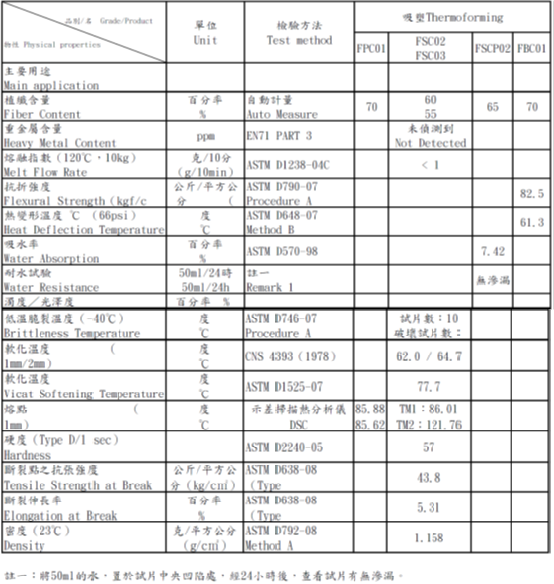 品別/名 Grade/Product
物性 Physical properties
單位
Unit
檢驗方法
Test method
吸塑Thermoforming
FPC01
FSC02
FSC03
FSCP02
FBC01
主要用途
Main application
植纖含量
Fiber Content
百分率
%
自動計量
Auto Measure
70
60
55
65
70
重金屬含量
Heavy Metal Content
ppm
EN71 PART 3
未偵測到
Not Detected
熔融指數(120℃,10kg)
Melt Flow Rate
克/10分
(g/10min)
ASTM D1238-04C
< 1
抗折強度
Flexural Strength(kgf/c
公斤/平方公
分 (
ASTM D790-07
Procedure A
82.5
熱變形溫度 ℃ (66psi)
Heat Deflection Temperature
度
℃
ASTM D648-07
Method B
61.3
吸水率
Water Absorption
百分率
%
ASTM D570-98
7.42
耐水試驗
Water Resistance
50ml/24時
50ml/24h
註一
Remark 1
無滲漏
濁度/光澤度
百分率 %
低溫脆裂溫度(-40℃)
Brittleness Temperature
度
℃
ASTM D746-07
Procedure A
試片數:10
破壞試片數:
軟化溫度 (
1mm/2mm)
度
℃
CNS 4393(1978)
62.0 / 64.7
軟化溫度
Vicat Softening Temperature
度
℃
ASTM D1525-07
77.7
熔點 (
1mm)
度
℃
示差掃描熱分析儀
DSC
85.88
85.62
TM1:86.01
TM2:121.76
硬度(Type D/1 sec)
Hardness
ASTM D2240-05
57
斷裂點之抗張強度
Tensile Strength at Break
公斤/平方公
分(kg/c㎡)
ASTM D638-08
(Type
43.8
斷裂伸長率
Elongation at Break
百分率
%
ASTM D638-08
(Type
5.31
密度(23℃)
Density
克/平方公分
(g/c㎡)
ASTM D792-08
Method A
1.158
註一:將50ml的水,置於試片中央凹陷處,經24小時後,查看試片有無滲漏。